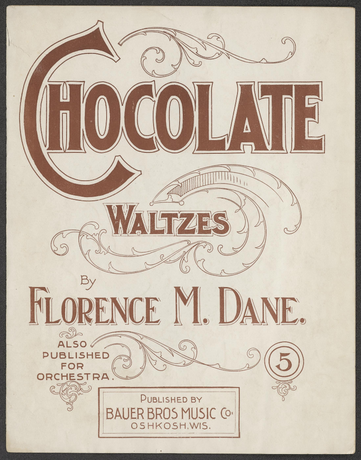 CHOCOLATE
WALTZES
BY
FLORENCE M. DANE.
ALSO
PUBLISHED
FOR
ORCHESTRA.
5
PUBLISHED BY
BAUER BROS MUSIC Co.
OSHKOSH, WIS.